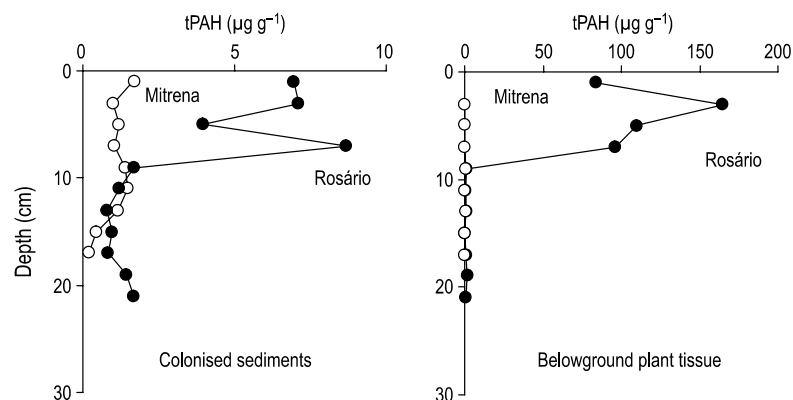 tPAH (µg g⁻¹)
0 5 10
0
10
20
30
Depth (cm)
Mitrena
Rosário
Colonised sediments
tPAH (µg g⁻¹)
0 50 100 150 200
0
10
20
30
Mitrena
Rosário
Belowground plant tissue